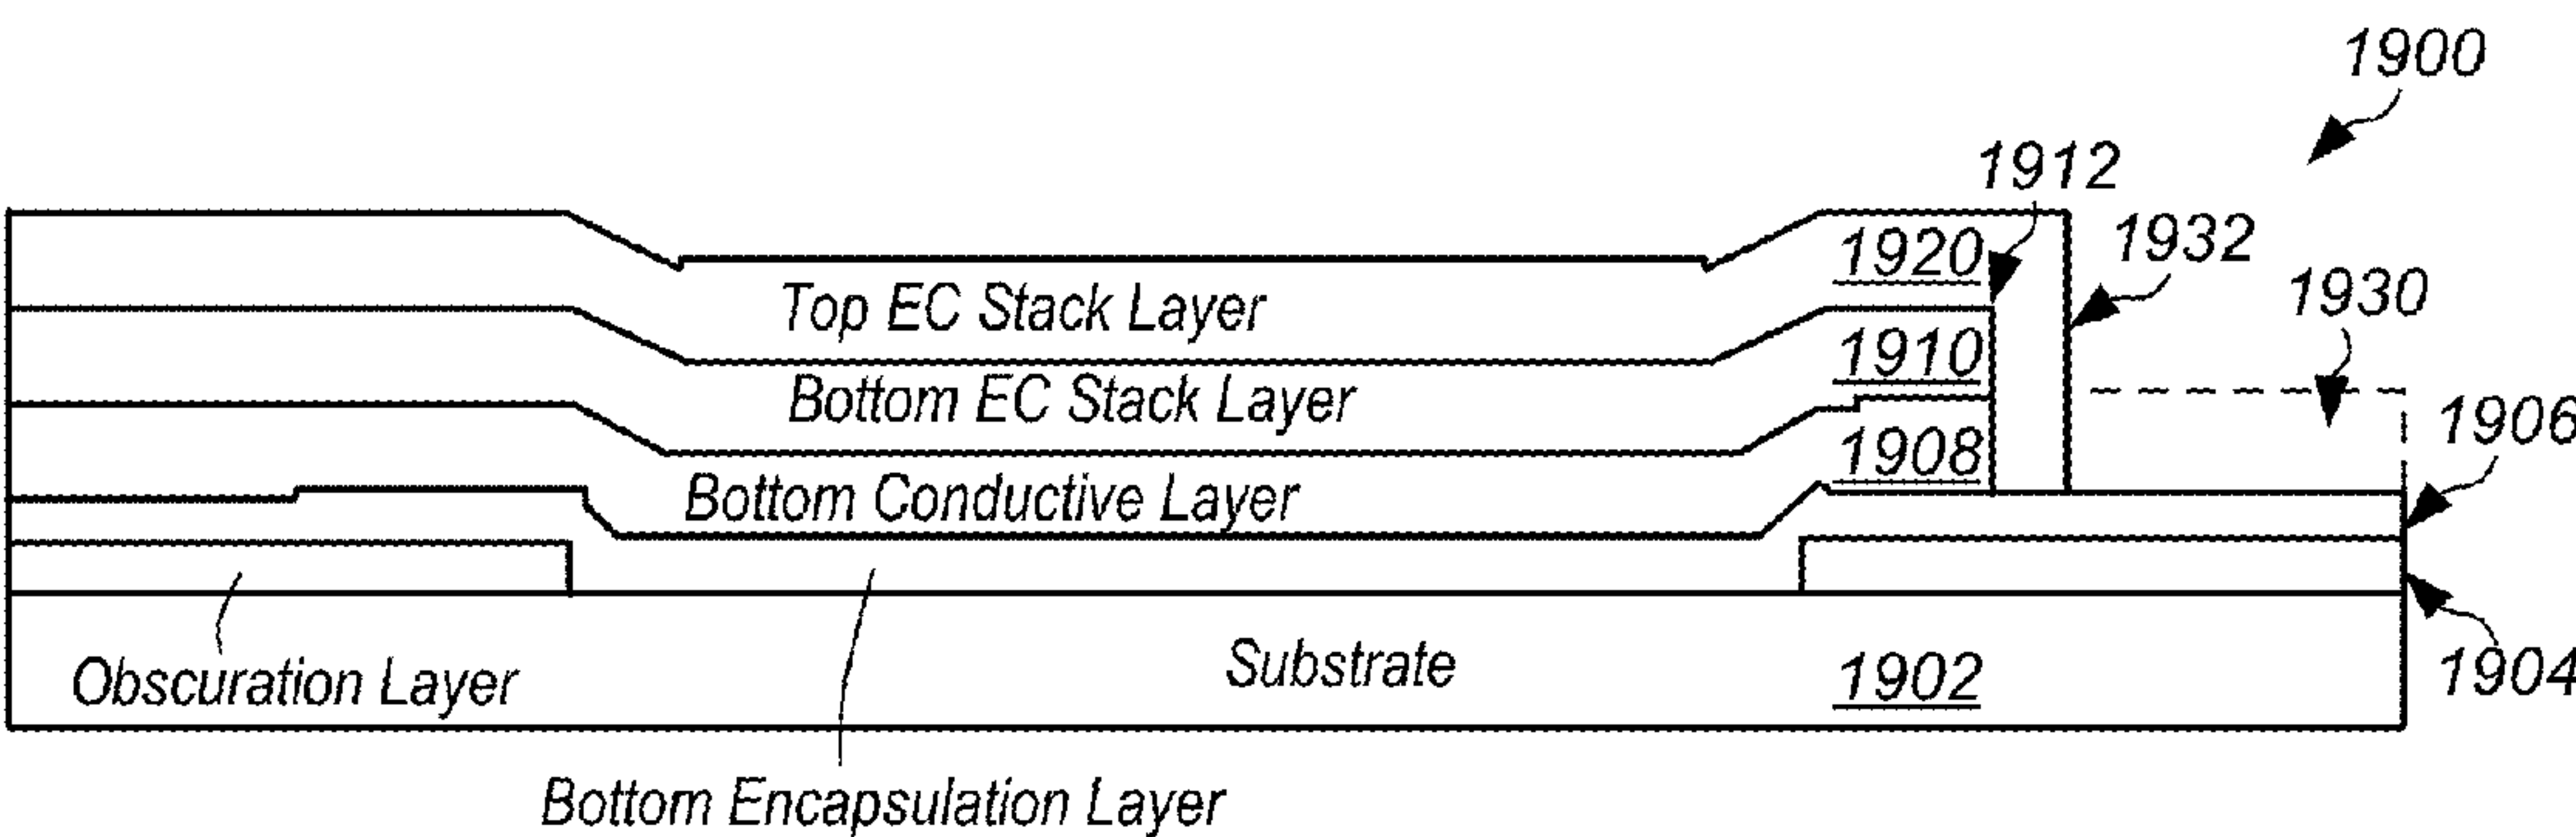 1900
1912
1920
1932
Top EC Stack Layer
1930
1910
Bottom EC Stack Layer
1906
1908
Bottom Conductive Layer
Substrate
1902
1904
Obscuration Layer
Bottom Encapsulation Layer